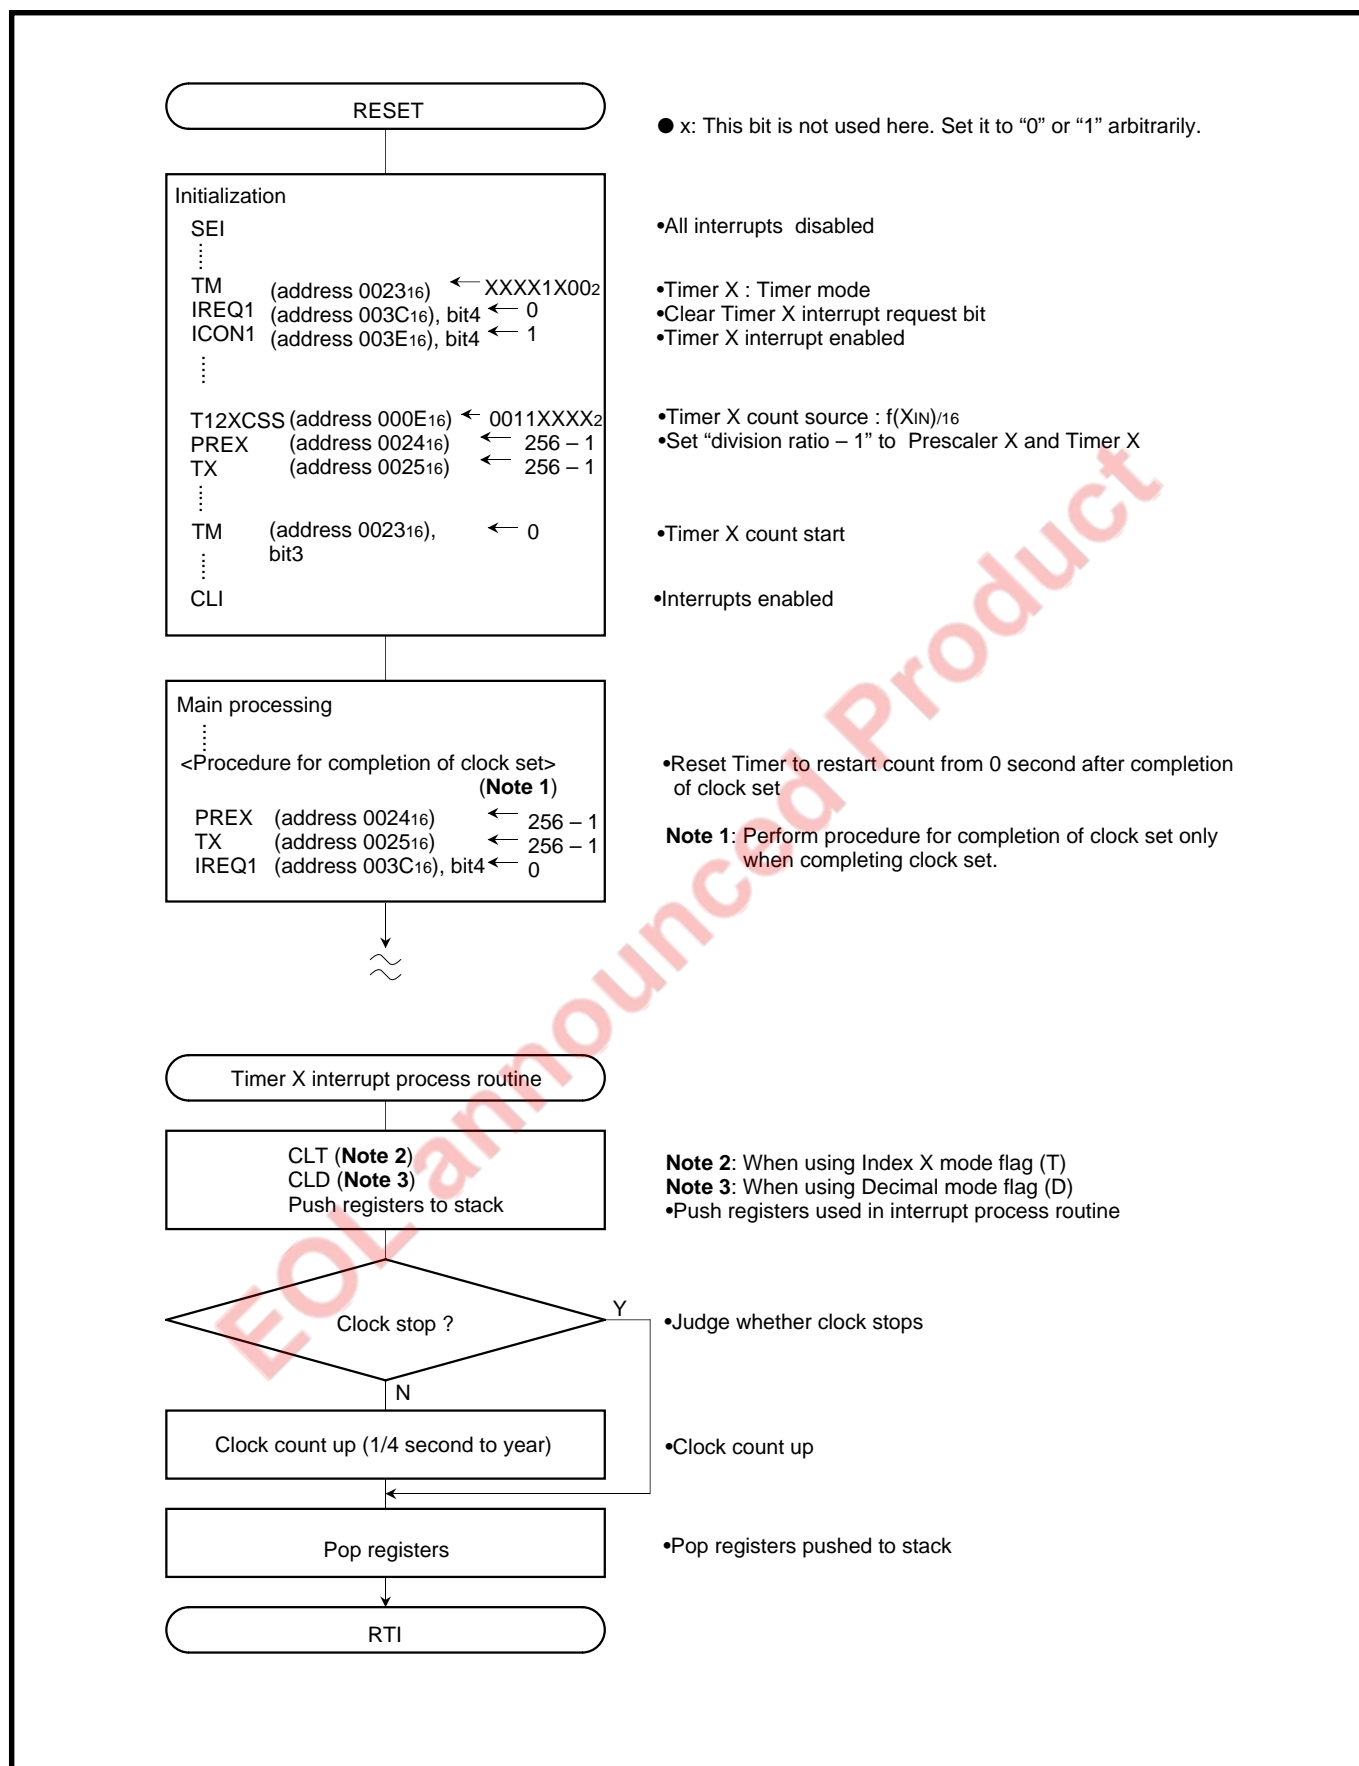 RESET
● x: This bit is not used here. Set it to “0” or “1” arbitrarily.
Initialization
SEI
•All interrupts  disabled
TM (address 002316) ← XXXX1X002
•Timer X : Timer mode
IREQ1 (address 003C16), bit4 ← 0
•Clear Timer X interrupt request bit
ICON1 (address 003E16), bit4 ← 1
•Timer X interrupt enabled
T12XCSS (address 000E16) ← 0011XXXX2
•Timer X count source : f(XIN)/16
PREX (address 002416) ← 256 – 1
•Set “division ratio – 1” to  Prescaler X and Timer X
TX (address 002516) ← 256 – 1
TM (address 002316), ← 0
bit3
•Timer X count start
CLI
•Interrupts enabled
Main processing
<Procedure for completion of clock set>
(Note 1)
•Reset Timer to restart count from 0 second after completion
of clock set
PREX (address 002416) ← 256 – 1
TX (address 002516) ← 256 – 1
IREQ1 (address 003C16), bit4 ← 0
Note 1: Perform procedure for completion of clock set only
when completing clock set.
Timer X interrupt process routine
CLT (Note 2)
CLD (Note 3)
Push registers to stack
Note 2: When using Index X mode flag (T)
Note 3: When using Decimal mode flag (D)
•Push registers used in interrupt process routine
Clock stop ?
Y
•Judge whether clock stops
N
Clock count up (1/4 second to year)
•Clock count up
Pop registers
•Pop registers pushed to stack
RTI
EOL announced Product